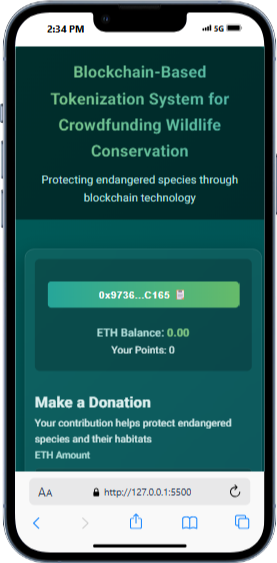 2:34 PM
5G
Blockchain-Based
Tokenization System for
Crowdfunding Wildlife
Conservation
Protecting endangered species through
blockchain technology
0x9736...C165
ETH Balance: 0.00
Your Points: 0
Make a Donation
Your contribution helps protect endangered
species and their habitats
ETH Amount
AA
http://127.0.0.1:5500